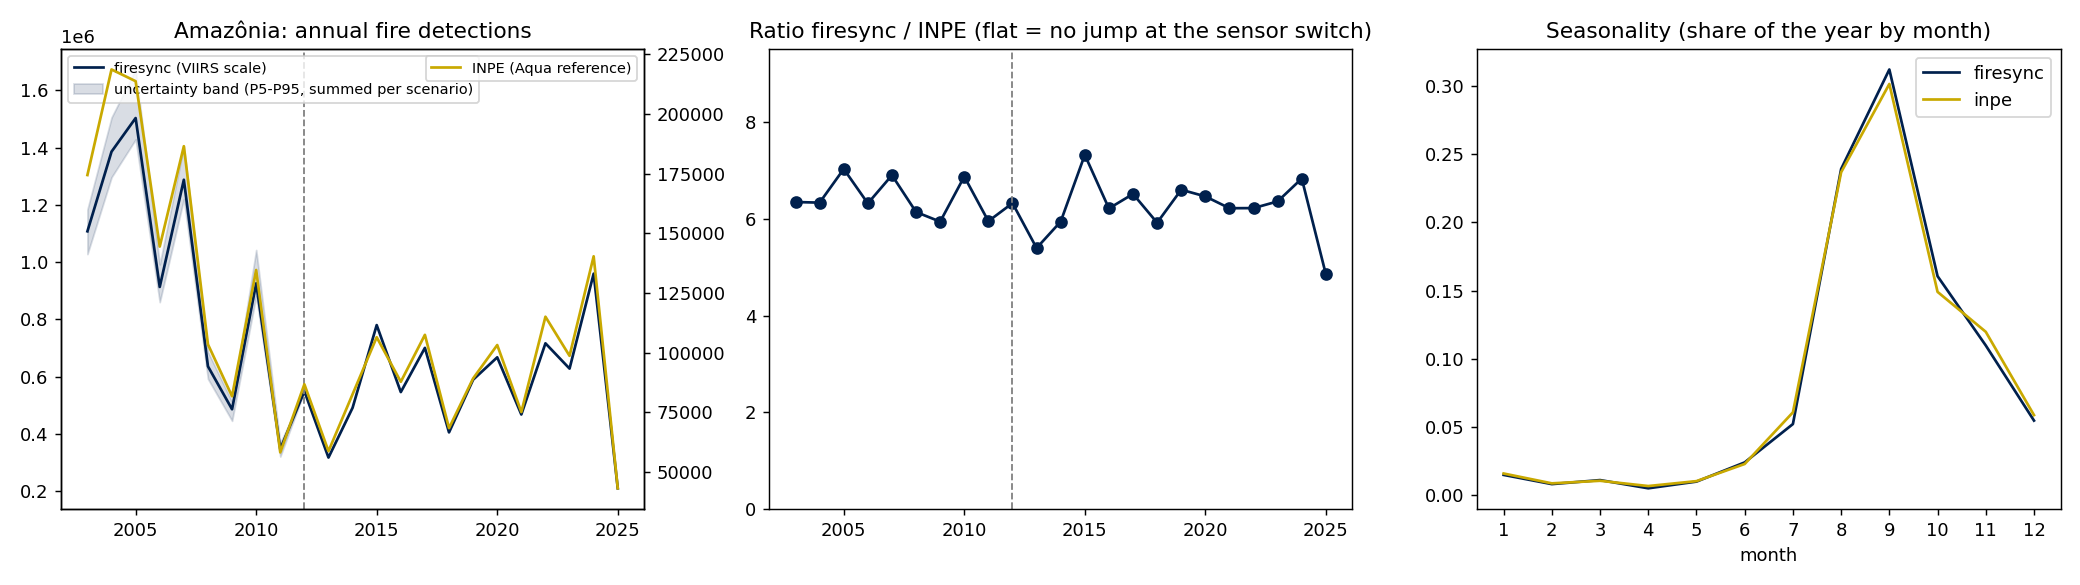 Amazônia: annual fire detections
1e6
firesync (VIIRS scale)
uncertainty band (P5-P95, summed per scenario)
INPE (Aqua reference)
1.6
1.4
1.2
1.0
0.8
0.6
0.4
0.2
225000
200000
175000
150000
125000
100000
75000
50000
2005 2010 2015 2020 2025
Ratio firesync / INPE (flat = no jump at the sensor switch)
8
6
4
2
0
2005 2010 2015 2020 2025
Seasonality (share of the year by month)
firesync
inpe
0.30
0.25
0.20
0.15
0.10
0.05
0.00
1 2 3 4 5 6 7 8 9 10 11 12
month